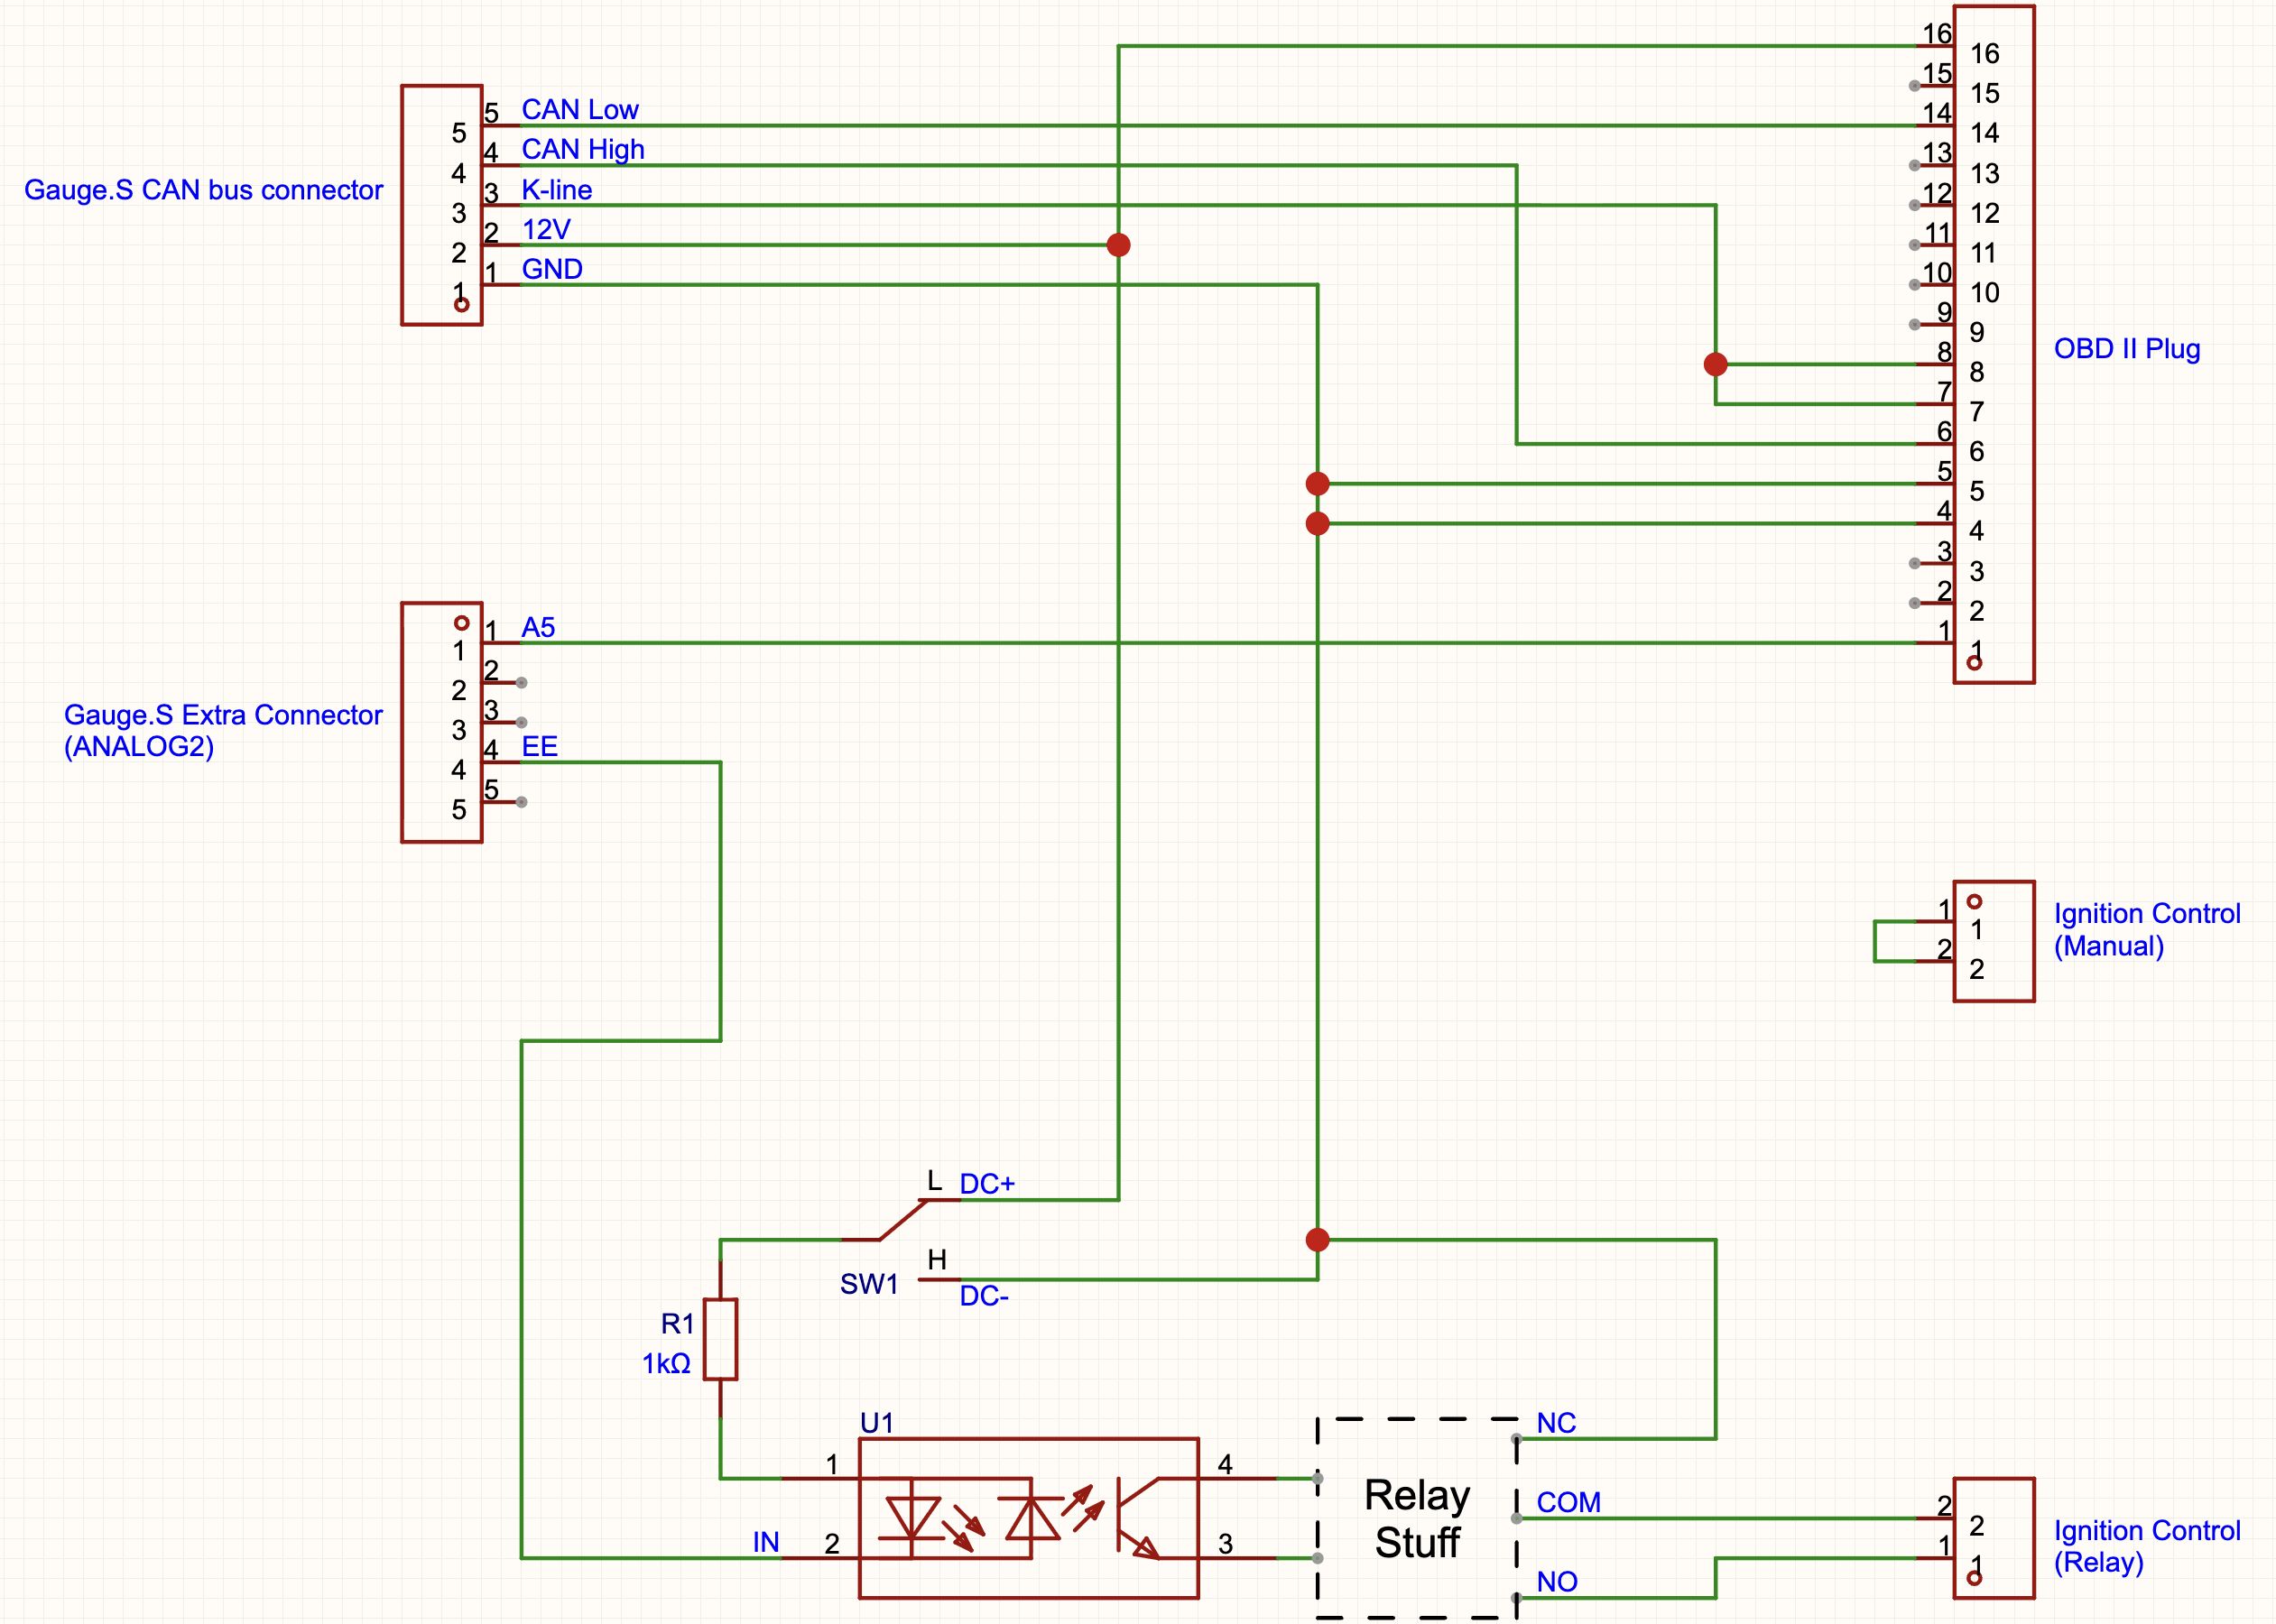 Gauge.S CAN bus connector
5 5 CAN Low
4 4 CAN High
3 3 K-line
2 2 12V
1 1 GND
16 16
15 15
14 14
13 13
12 12
11 11
10 10
9 9
8 8
7 7
6 6
5 5
4 4
3 3
2 2
1 1
OBD II Plug
Gauge.S Extra Connector
(ANALOG2)
1 1 A5
2 2
3 3
4 4 EE
5 5
1 1
2 2
Ignition Control
(Manual)
L DC+
H
SW1
DC-
R1
1kΩ
U1
1
IN 2
4
3
Relay
Stuff
NC
COM
NO
2 2
1 1
Ignition Control
(Relay)